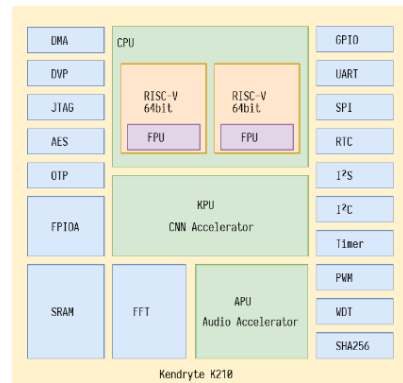 DMA
DVP
JTAG
AES
OTP
FPIOA
SRAM
CPU
RISC-V
64bit
FPU
RISC-V
64bit
FPU
KPU
CNN Accelerator
FFT
APU
Audio Accelerator
GPIO
UART
SPI
RTC
I²S
I²C
Timer
PWM
WDT
SHA256
Kendryte K210